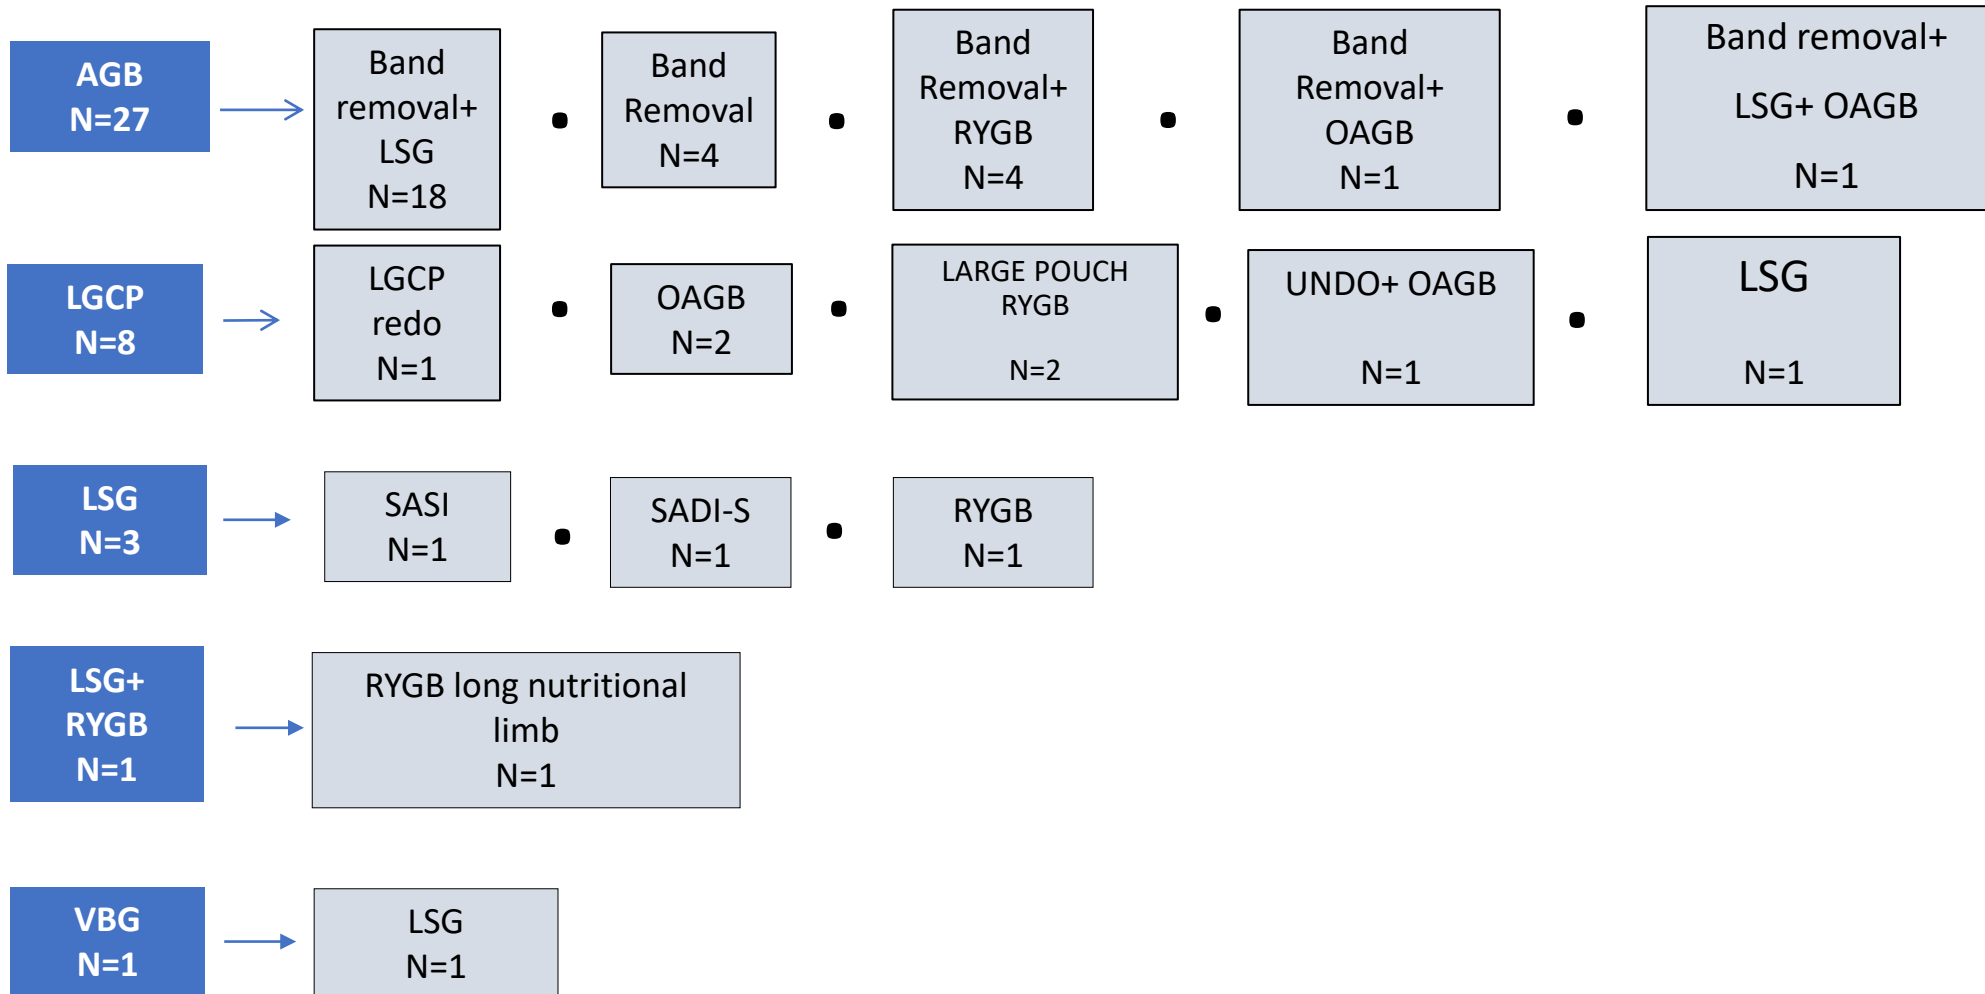 AGB
N=27
Band
removal+
LSG
N=18
Band
Removal
N=4
Band
Removal+
RYGB
N=4
Band
Removal+
OAGB
N=1
Band removal+
LSG+ OAGB
N=1
LGCP
N=8
LGCP
redo
N=1
OAGB
N=2
LARGE POUCH
RYGB
N=2
UNDO+ OAGB
N=1
LSG
N=1
LSG
N=3
SASI
N=1
SADI-S
N=1
RYGB
N=1
LSG+
RYGB
N=1
RYGB long nutritional
limb
N=1
VBG
N=1
LSG
N=1